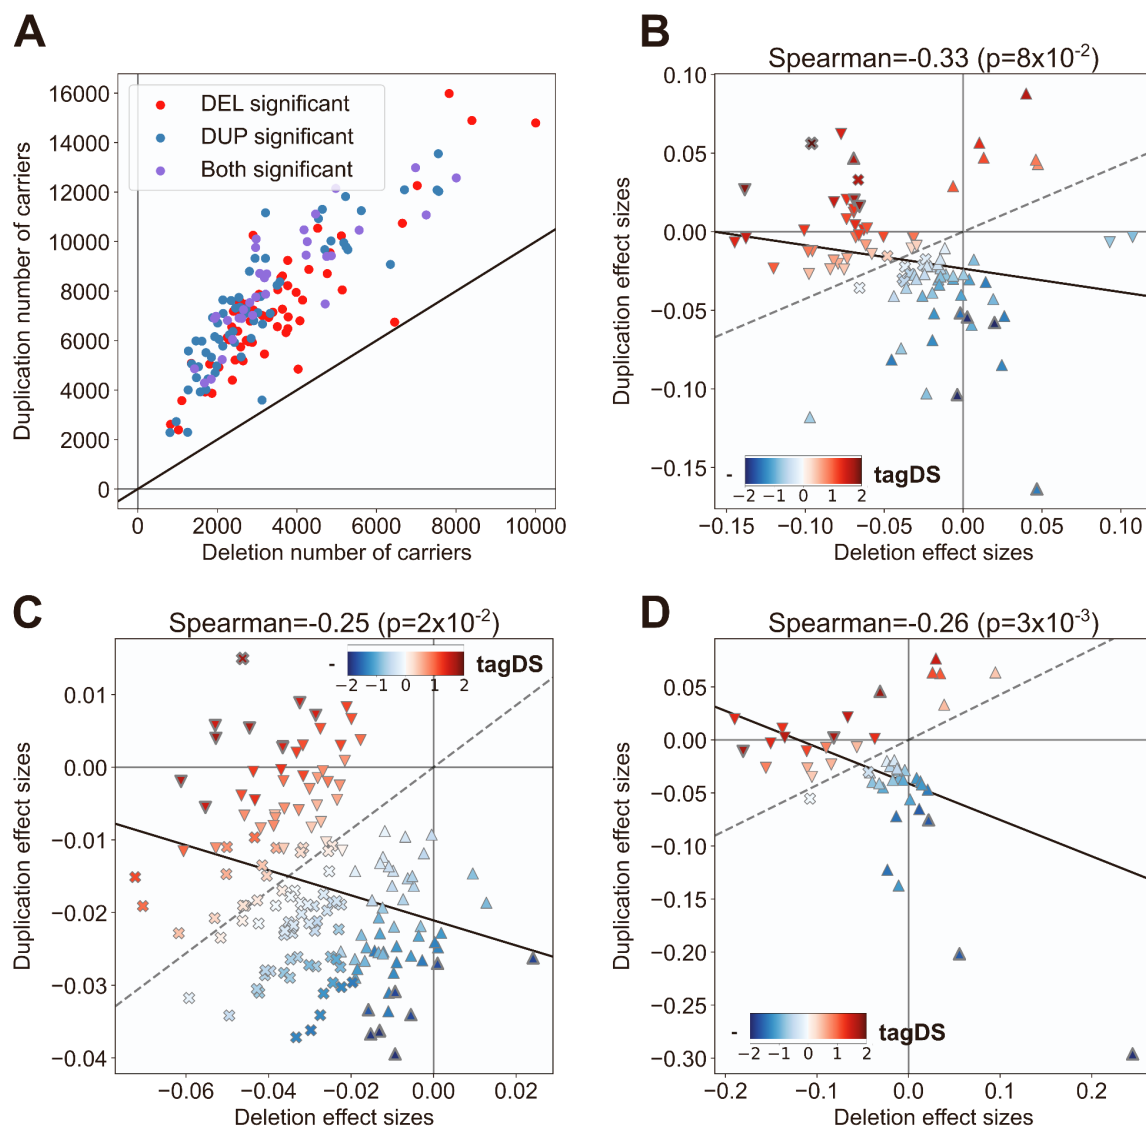 A
DEL significant
DUP significant
Both significant
16000
14000
12000
10000
8000
6000
4000
2000
0
Duplication number of carriers
0 2000 4000 6000 8000 10000
Deletion number of carriers
B
Spearman=-0.33 (p=8x10-2)
0.10
0.05
0.00
−0.05
−0.10
−0.15
Duplication effect sizes
- tagDS
−2 −1 0 1 2
−0.15 −0.10 −0.05 0.00 0.05 0.10
Deletion effect sizes
C
Spearman=-0.25 (p=2x10-2)
- tagDS
−2 −1 0 1 2
0.01
0.00
−0.01
−0.02
−0.03
−0.04
Duplication effect sizes
−0.06 −0.04 −0.02 0.00 0.02
Deletion effect sizes
D
Spearman=-0.26 (p=3x10-3)
0.05
0.00
−0.05
−0.10
−0.15
−0.20
−0.25
−0.30
Duplication effect sizes
- tagDS
−2 −1 0 1 2
−0.2 −0.1 0.0 0.1 0.2
Deletion effect sizes